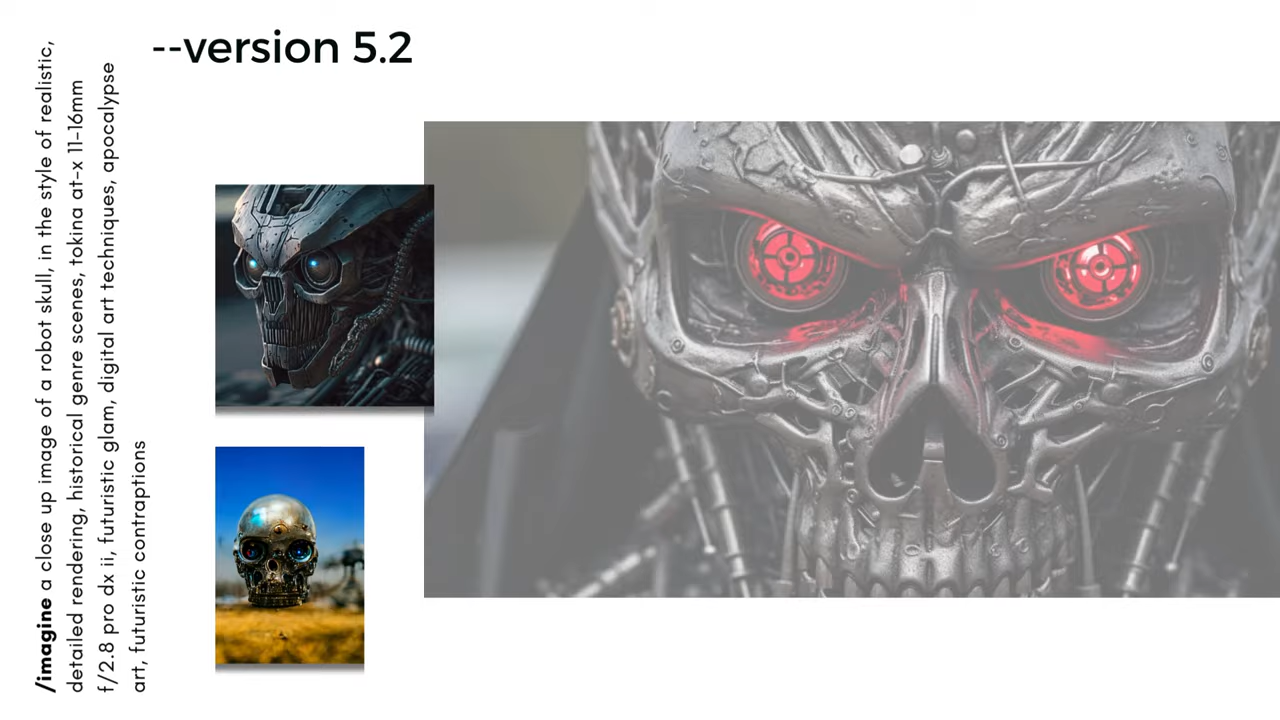 --version 5.2
/imagine a close up image of a robot skull, in the style of realistic,
detailed rendering, historical genre scenes, tokina at-x 11-16mm
f/2.8 pro dx ii, futuristic glam, digital art techniques, apocalypse
art, futuristic contraptions